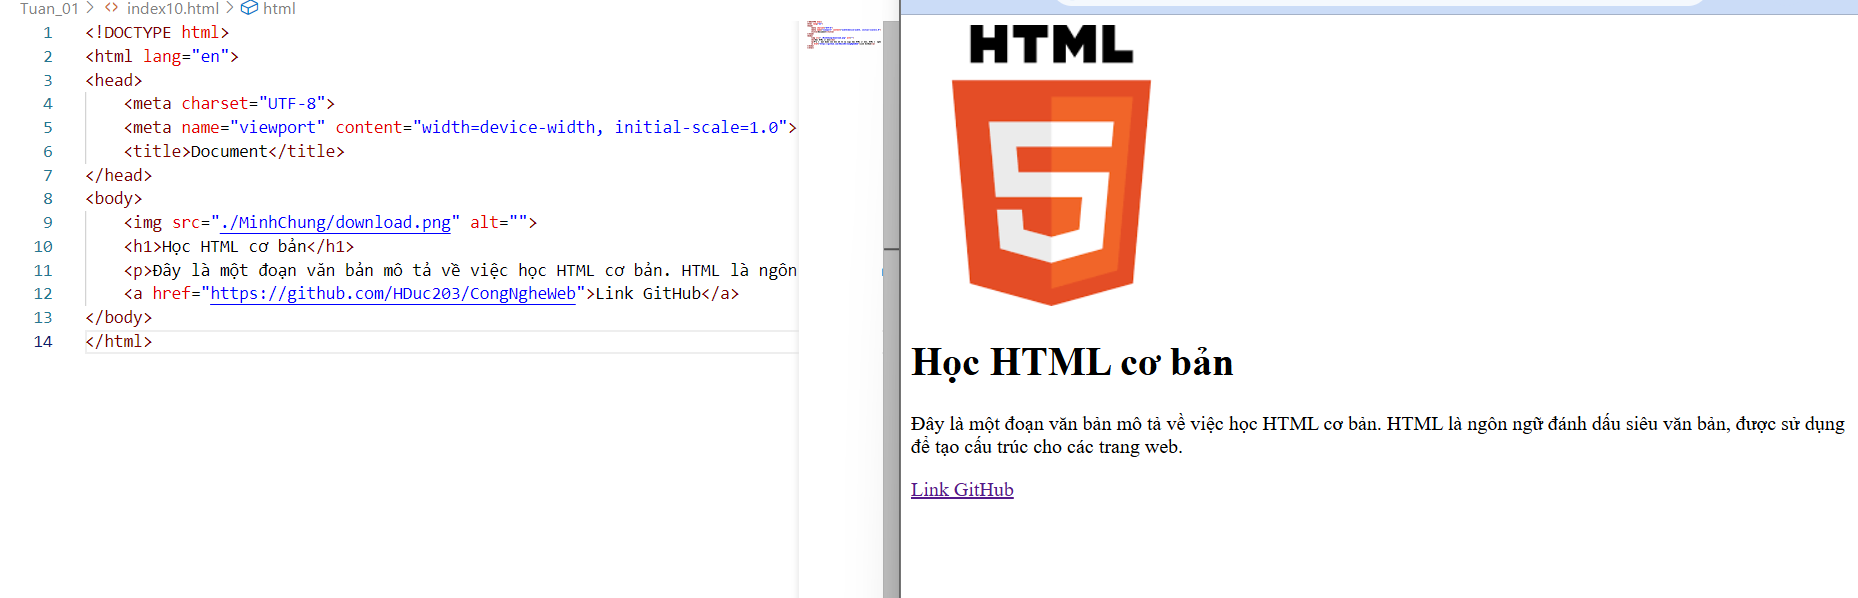 Tuan_01 > <> index10.html > html
1 <!DOCTYPE html>
2 <html lang="en">
3 <head>
4 <meta charset="UTF-8">
5 <meta name="viewport" content="width=device-width, initial-scale=1.0">
6 <title>Document</title>
7 </head>
8 <body>
9 <img src="./MinhChung/download.png" alt="">
10 <h1>Học HTML cơ bản</h1>
11 <p>Đây là một đoạn văn bản mô tả về việc học HTML cơ bản. HTML là ngôn
12 <a href="https://github.com/HDuc203/CongNgheWeb">Link GitHub</a>
13 </body>
14 </html>
HTML
5
Học HTML cơ bản
Đây là một đoạn văn bản mô tả về việc học HTML cơ bản. HTML là ngôn ngữ đánh dấu siêu văn bản, được sử dụng
để tạo cấu trúc cho các trang web.
Link GitHub